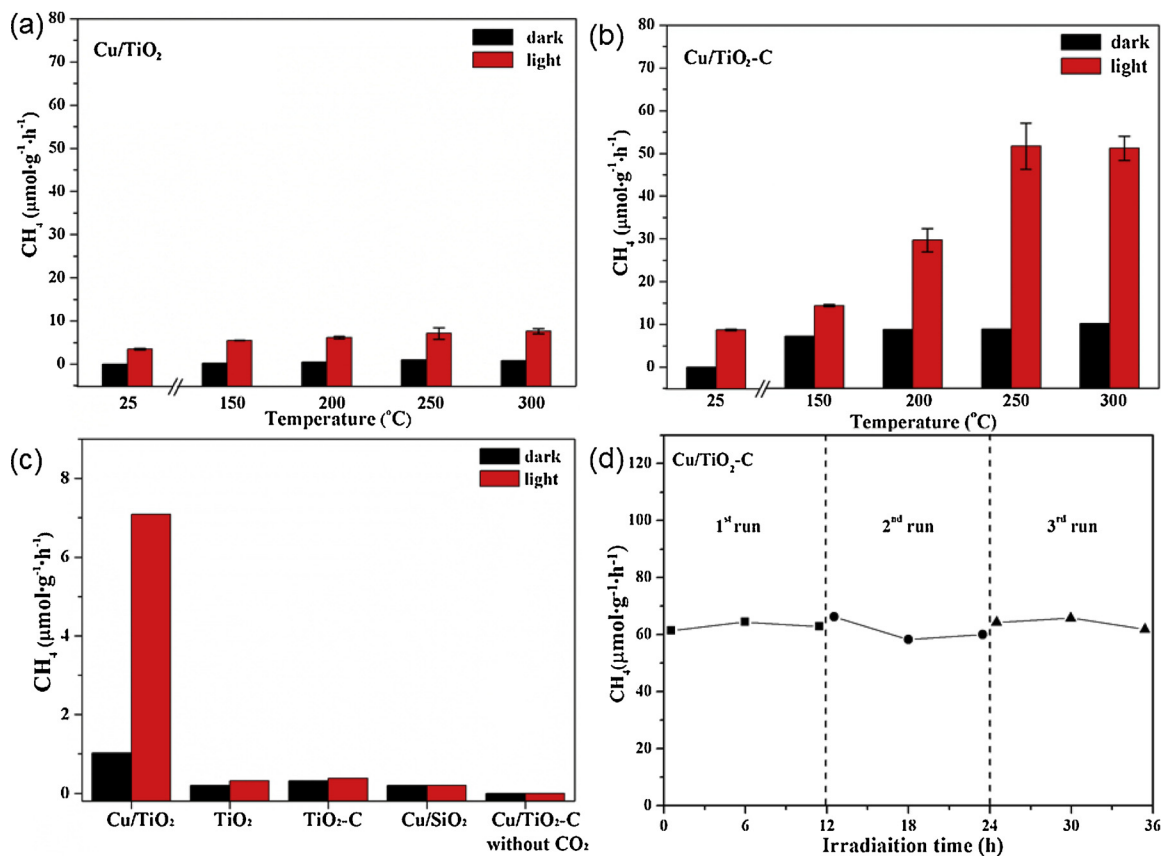 (a)
Cu/TiO₂
dark
light
80
70
60
50
40
30
20
10
0
CH₄ (μmol·g⁻¹·h⁻¹)
25
150
200
250
300
Temperature (°C)
(b)
Cu/TiO₂-C
dark
light
80
70
60
50
40
30
20
10
0
CH₄ (μmol·g⁻¹·h⁻¹)
25
150
200
250
300
Temperature (°C)
(c)
dark
light
8
6
4
2
0
CH₄ (μmol·g⁻¹·h⁻¹)
Cu/TiO₂
TiO₂
TiO₂-C
Cu/SiO₂
Cu/TiO₂-C
without CO₂
(d)
Cu/TiO₂-C
1ˢᵗ run
2ⁿᵈ run
3ʳᵈ run
120
100
80
60
40
20
0
CH₄(μmol·g⁻¹·h⁻¹)
0
6
12
18
24
30
36
Irradiaition time (h)